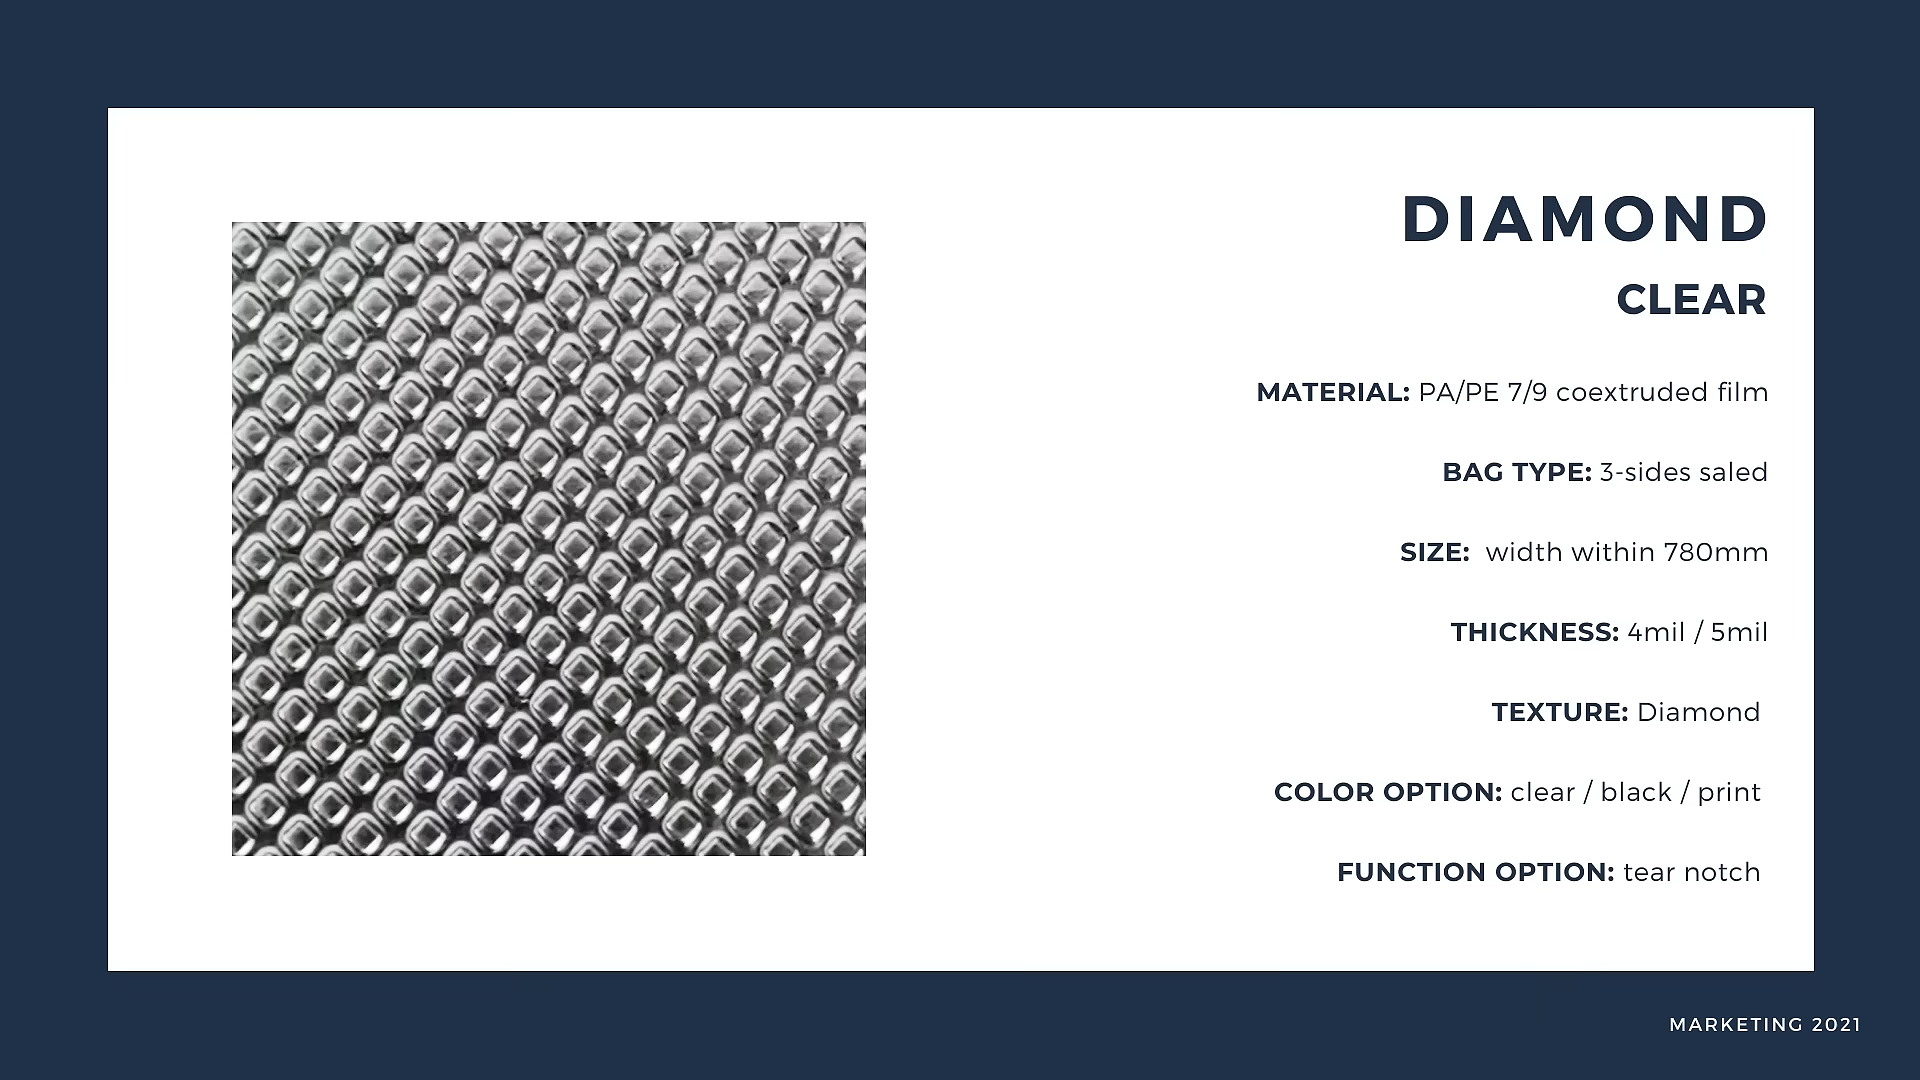 DIAMOND
CLEAR
MATERIAL: PA/PE 7/9 coextruded film
BAG TYPE: 3-sides saled
SIZE: width within 780mm
THICKNESS: 4mil / 5mil
TEXTURE: Diamond
COLOR OPTION: clear / black / print
FUNCTION OPTION: tear notch
MARKETING 2021